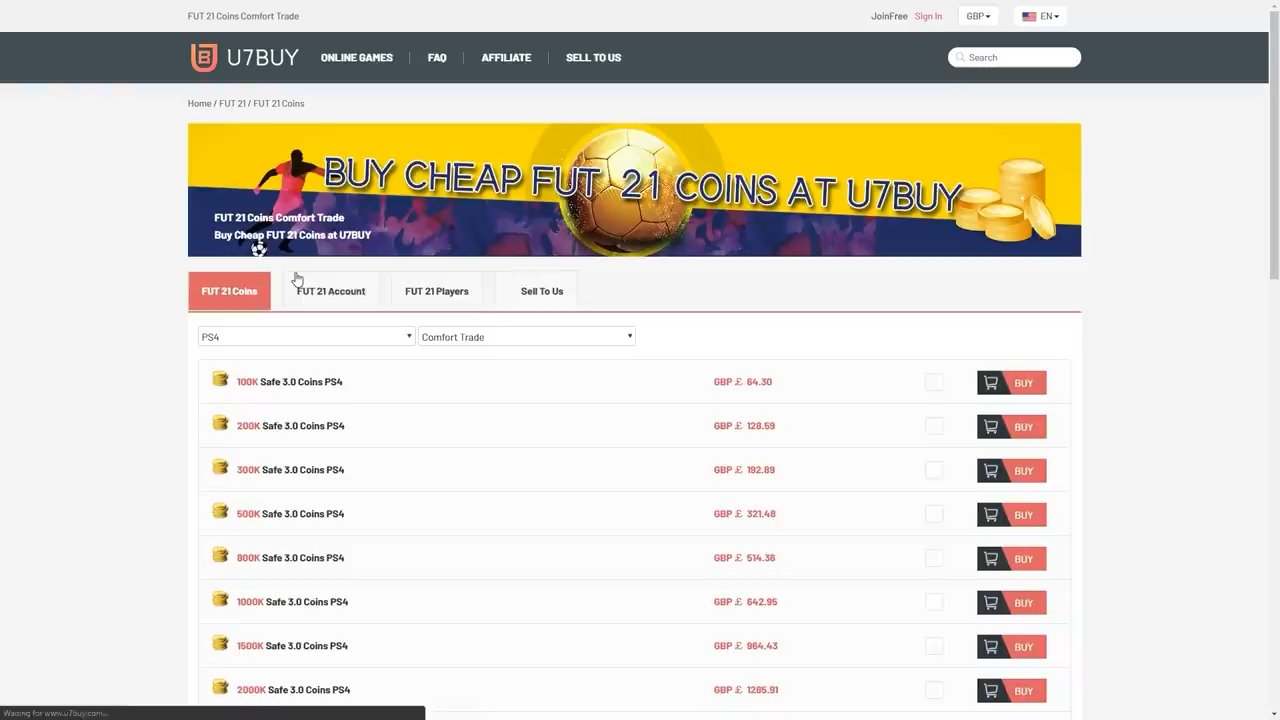 FUT 21 Coins Comfort Trade
JoinFree Sign In GBP EN
U7BUY ONLINE GAMES FAQ AFFILIATE SELL TO US Search
Home / FUT 21 / FUT 21 Coins
BUY CHEAP FUT 21 COINS AT U7BUY
FUT 21 Coins Comfort Trade
Buy Cheap FUT 21 Coins at U7BUY
FUT 21 Coins FUT 21 Account FUT 21 Players Sell To Us
PS4 Comfort Trade
100K Safe 3.0 Coins PS4 GBP £ 64.30 BUY
200K Safe 3.0 Coins PS4 GBP £ 128.59 BUY
300K Safe 3.0 Coins PS4 GBP £ 192.89 BUY
500K Safe 3.0 Coins PS4 GBP £ 321.48 BUY
800K Safe 3.0 Coins PS4 GBP £ 514.36 BUY
1000K Safe 3.0 Coins PS4 GBP £ 642.95 BUY
1500K Safe 3.0 Coins PS4 GBP £ 964.43 BUY
2000K Safe 3.0 Coins PS4 GBP £ 1285.91 BUY
Waiting for www.u7buy.com...